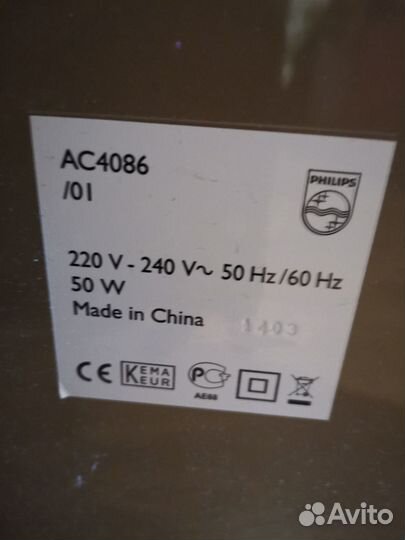 AC4086
/01
PHILIPS
220 V - 240 V~ 50 Hz/60 Hz
50 W
Made in China 1403
CE KEMA KEUR PC AE68
Avito